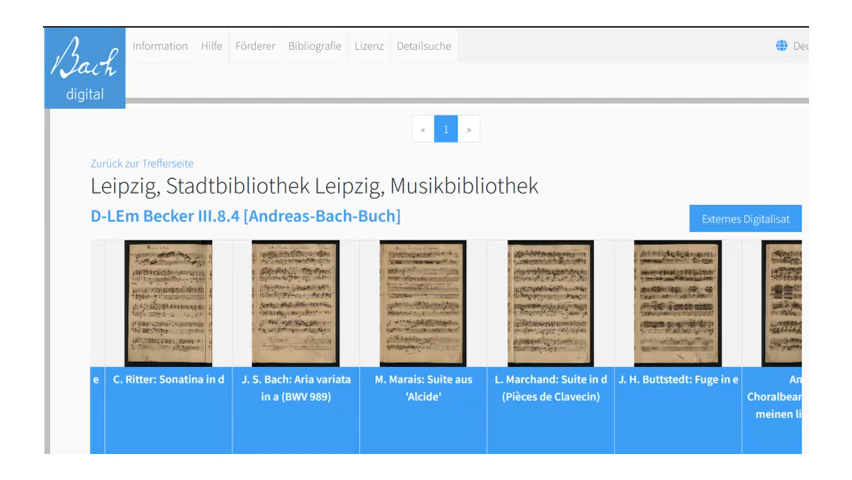 Bach
digital
Information Hilfe Förderer Bibliografie Lizenz Detailsuche
« 1 »
Zurück zur Trefferseite
Leipzig, Stadtbibliothek Leipzig, Musikbibliothek
D-LEm Becker III.8.4 [Andreas-Bach-Buch]
Externes Digitalisat
C. Ritter: Sonatina in d
J. S. Bach: Aria variata
in a (BWV 989)
M. Marais: Suite aus
'Alcide'
L. Marchand: Suite in d
(Pièces de Clavecin)
J. H. Buttstedt: Fuge in e